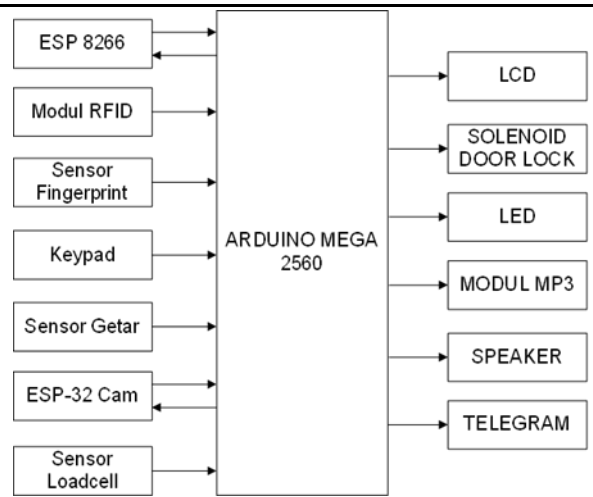 ESP 8266
Modul RFID
Sensor
Fingerprint
Keypad
Sensor Getar
ESP-32 Cam
Sensor
Loadcell
ARDUINO MEGA
2560
LCD
SOLENOID
DOOR LOCK
LED
MODUL MP3
SPEAKER
TELEGRAM